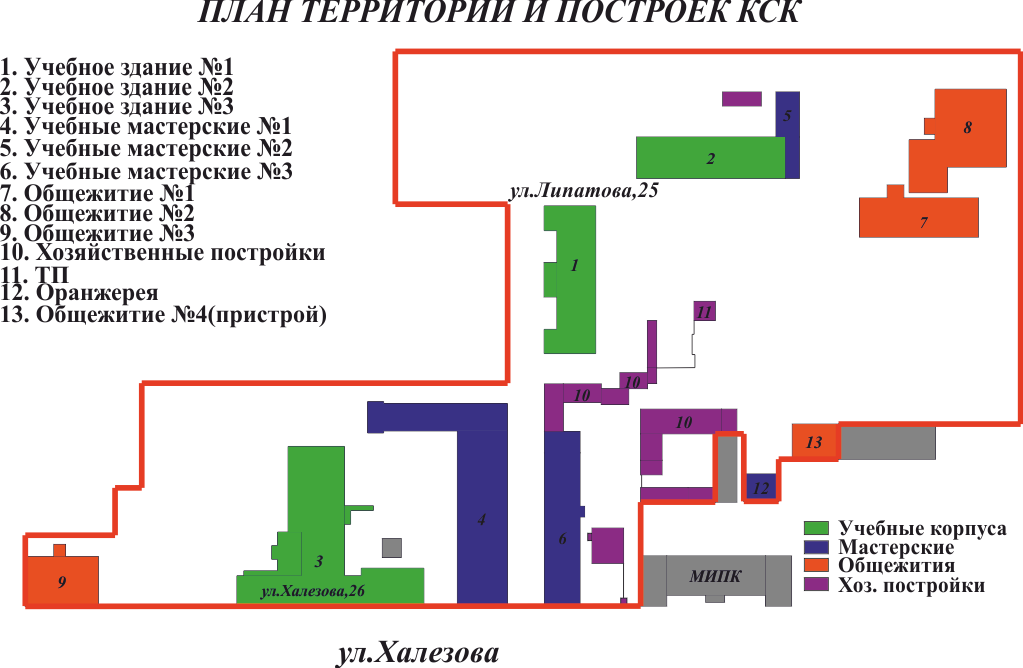 ПЛАН ТЕРРИТОРИИ И ПОСТРОЕК КСК
1. Учебное здание №1
2. Учебное здание №2
3. Учебное здание №3
4. Учебные мастерские №1
5. Учебные мастерские №2
6. Учебные мастерские №3
7. Общежитие №1
8. Общежитие №2
9. Общежитие №3
10. Хозяйственные постройки
11. ТП
12. Оранжерея
13. Общежитие №4(пристрой)
5
8
2
ул.Липатова,25
7
1
11
10
10
10
13
12
4
6
3
9
ул.Халезова,26
МИПК
Учебные корпуса
Мастерские
Общежития
Хоз. постройки
ул.Халезова